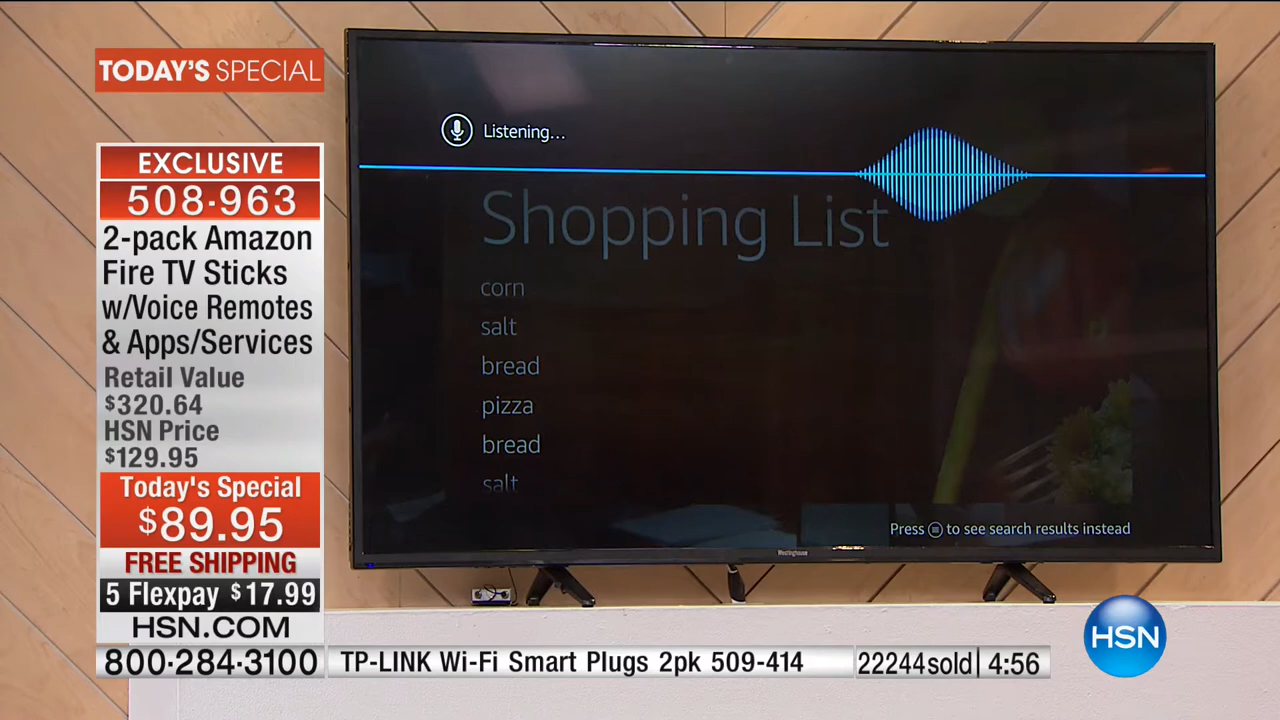 TODAY'S SPECIAL
EXCLUSIVE
508-963
2-pack Amazon
Fire TV Sticks
w/Voice Remotes
& Apps/Services
Retail Value
$320.64
HSN Price
$129.95
Today's Special
$89.95
FREE SHIPPING
5 Flexpay $17.99
HSN.COM
800-284-3100
TP-LINK Wi-Fi Smart Plugs 2pk 509-414
22244sold 4:56
Listening...
Shopping List
corn
salt
bread
pizza
bread
salt
Press to see search results instead
Westinghouse
HSN